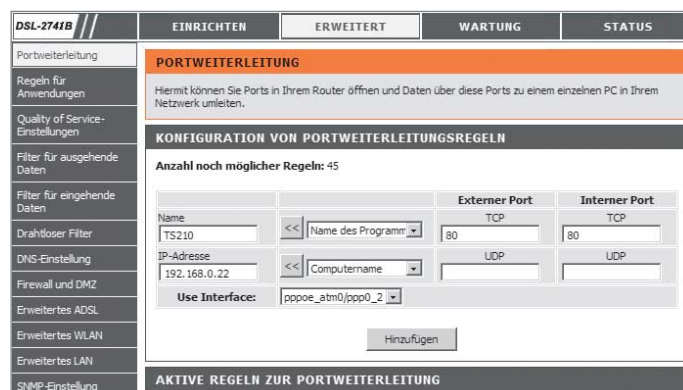 DSL-2741B
EINRICHTEN
ERWEITERT
WARTUNG
STATUS
Portweiterleitung
Regeln für
Anwendungen
Quality of Service-
Einstellungen
Filter für ausgehende
Daten
Filter für eingehende
Daten
Drahtloser Filter
DNS-Einstellung
Firewall und DMZ
Erweitertes ADSL
Erweitertes WLAN
Erweitertes LAN
SNMP-Einstellung
PORTWEITERLEITUNG
Hiermit können Sie Ports in Ihrem Router öffnen und Daten über diese Ports zu einem einzelnen PC in Ihrem
Netzwerk umleiten.
KONFIGURATION VON PORTWEITERLEITUNGSREGELN
Anzahl noch möglicher Regeln: 45
Externer Port
Interner Port
Name
TS210
<<
Name des Programm
TCP
80
TCP
80
IP-Adresse
192.168.0.22
<<
Computername
UDP
UDP
Use Interface:
pppoe_atm0/ppp0_2
Hinzufügen
AKTIVE REGELN ZUR PORTWEITERLEITUNG